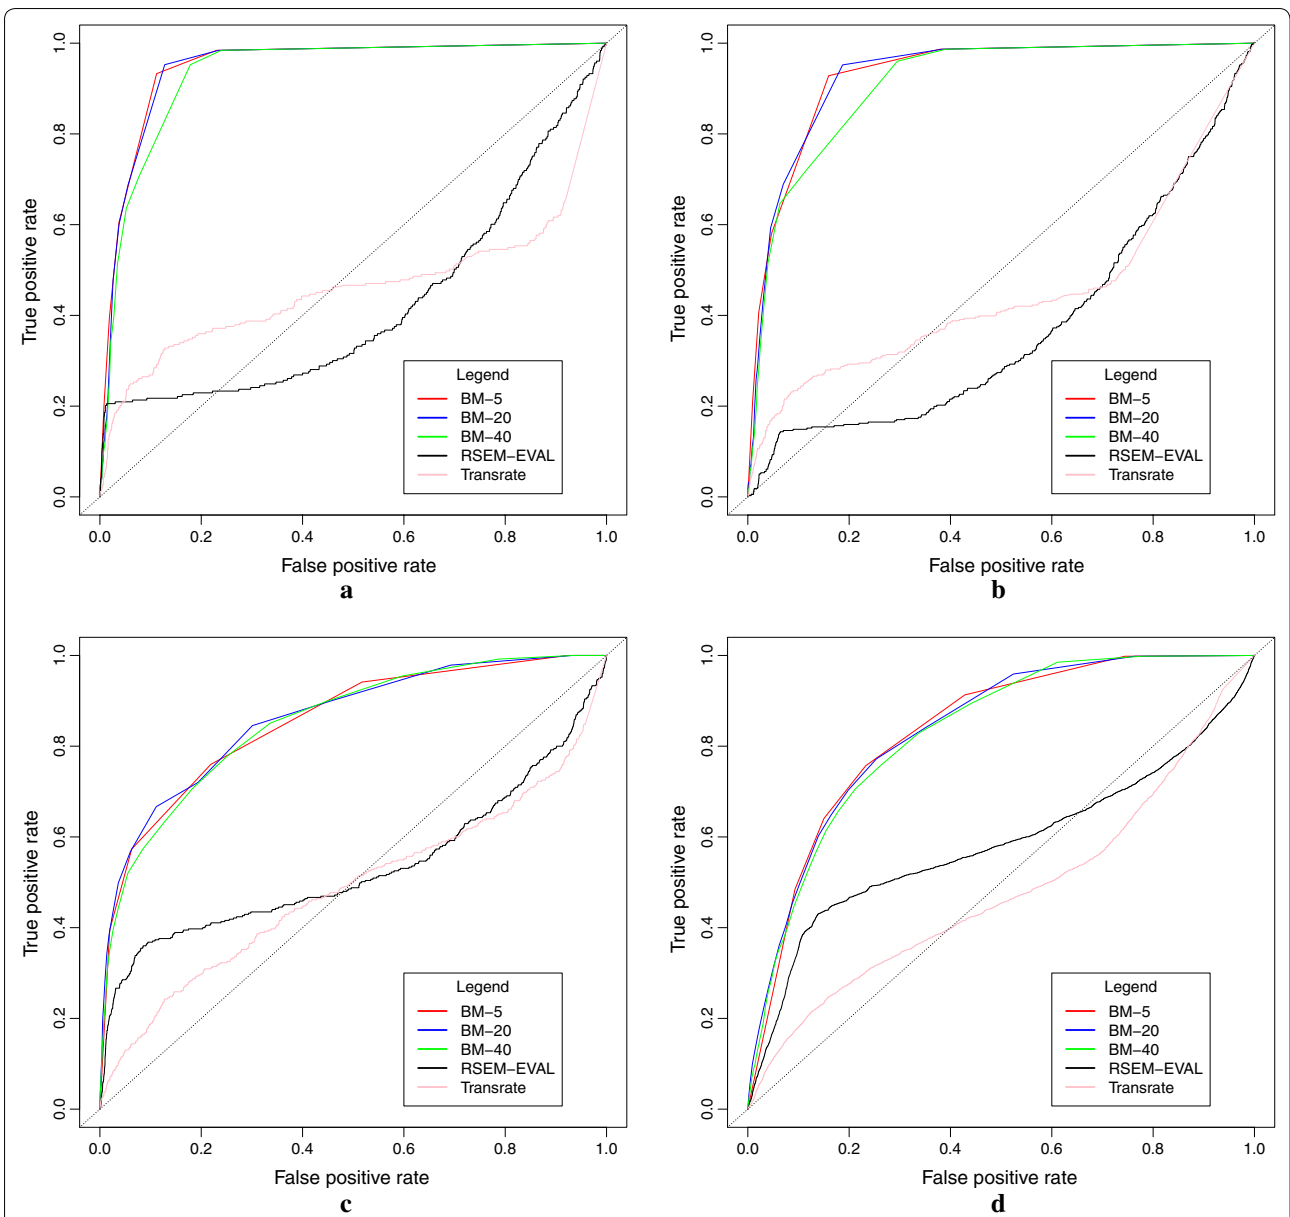 True positive rate
1.0
0.8
0.6
0.4
0.2
0.0
Legend
BM−5
BM−20
BM−40
RSEM−EVAL
Transrate
0.0 0.2 0.4 0.6 0.8 1.0
False positive rate
a
True positive rate
1.0
0.8
0.6
0.4
0.2
0.0
Legend
BM−5
BM−20
BM−40
RSEM−EVAL
Transrate
0.0 0.2 0.4 0.6 0.8 1.0
False positive rate
b
True positive rate
1.0
0.8
0.6
0.4
0.2
0.0
Legend
BM−5
BM−20
BM−40
RSEM−EVAL
Transrate
0.0 0.2 0.4 0.6 0.8 1.0
False positive rate
c
True positive rate
1.0
0.8
0.6
0.4
0.2
0.0
Legend
BM−5
BM−20
BM−40
RSEM−EVAL
Transrate
0.0 0.2 0.4 0.6 0.8 1.0
False positive rate
d